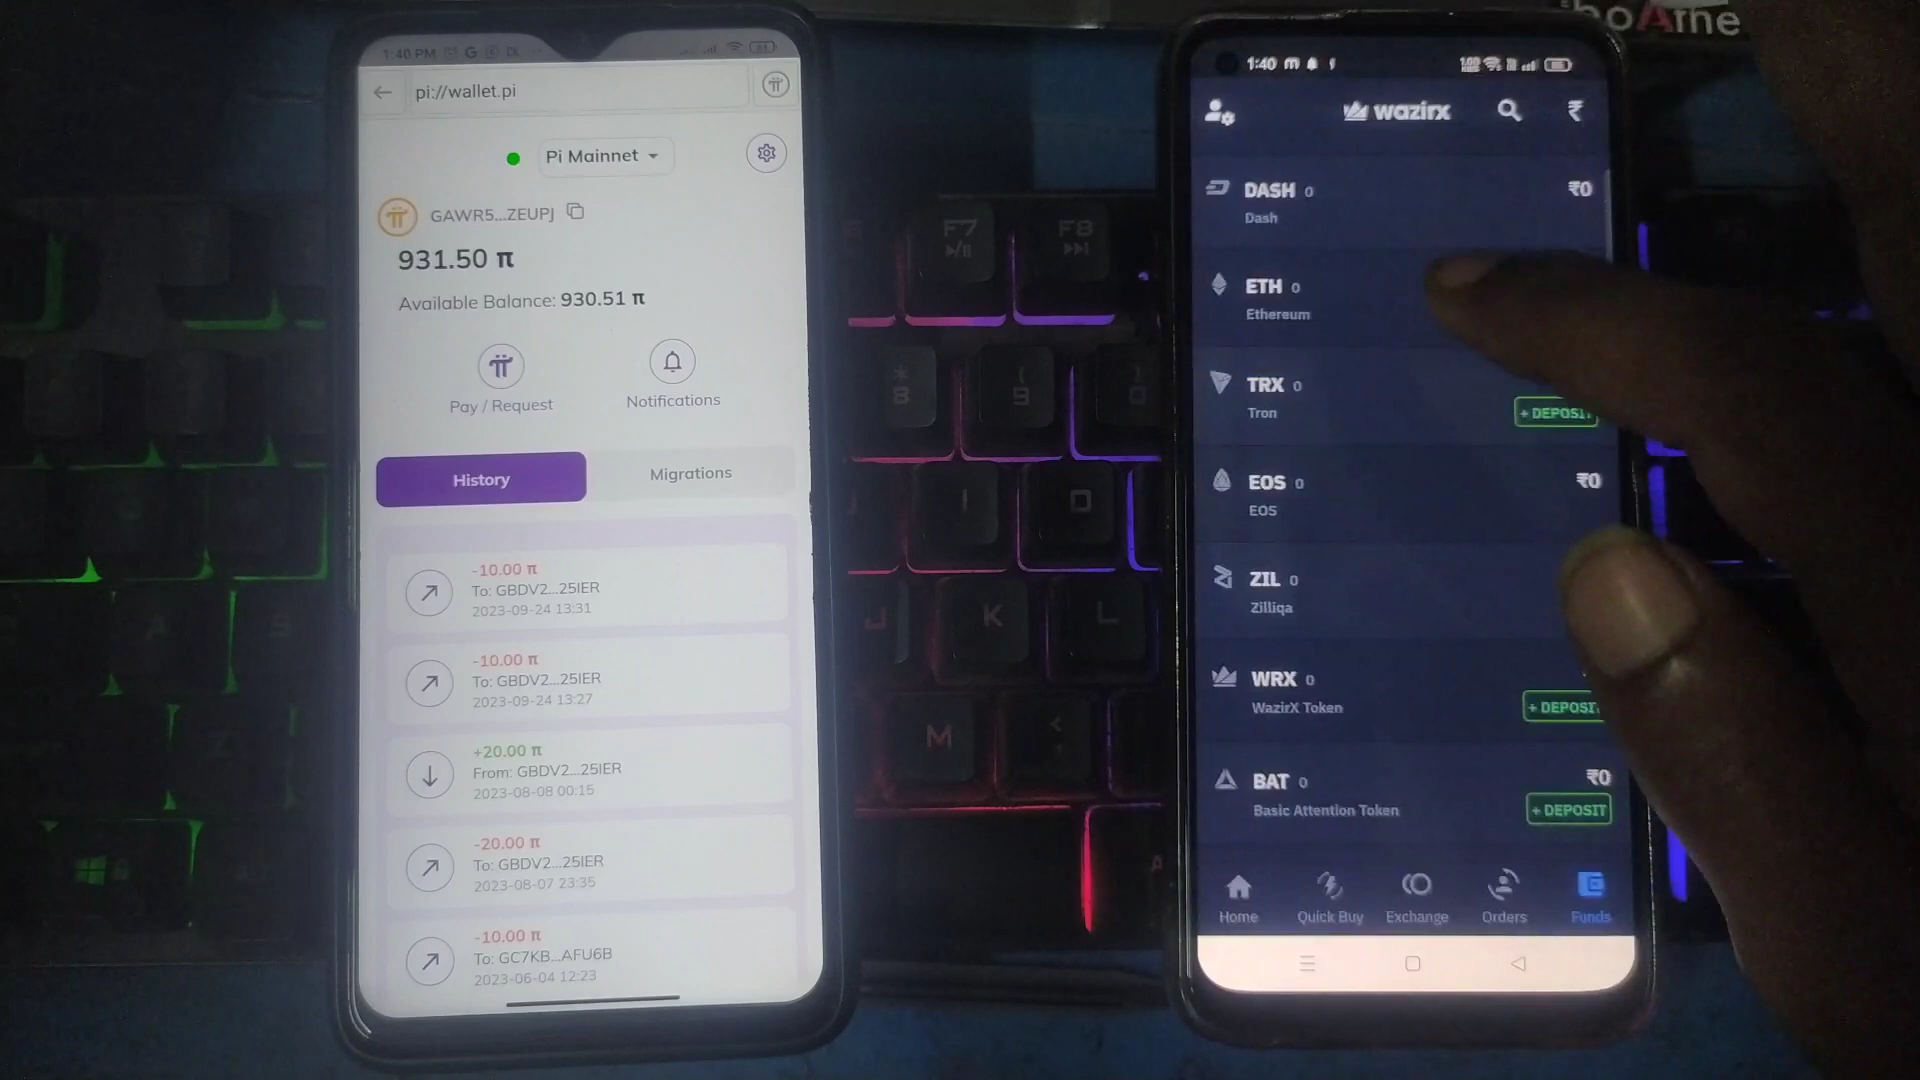 1:40 PM
pi://wallet.pi
Pi Mainnet
GAWR5...ZEUPJ
931.50 π
Available Balance: 930.51 π
Pay / Request
Notifications
History
Migrations
-10.00 π
To: GBDV2...25IER
2023-09-24 13:31
-10.00 π
To: GBDV2...25IER
2023-09-24 13:27
+20.00 π
From: GBDV2...25IER
2023-08-08 00:15
-20.00 π
To: GBDV2...25IER
2023-08-07 23:35
-10.00 π
To: GC7KB...AFU6B
2023-06-04 12:23
F7
F8
8
9
I
O
J
K
L
M
1:40
wazirx
₹
DASH 0
₹0
Dash
ETH 0
Ethereum
TRX 0
Tron
+ DEPOSIT
EOS 0
₹0
EOS
ZIL 0
Zilliqa
WRX 0
WazirX Token
+ DEPOSIT
BAT 0
₹0
Basic Attention Token
+ DEPOSIT
Home
Quick Buy
Exchange
Orders
Funds